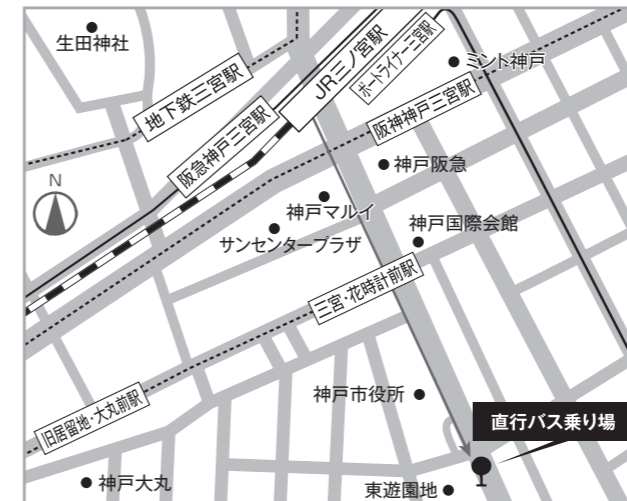 生田神社
地下鉄三宮駅
阪急神戸三宮駅
JR三ノ宮駅
ポートライナー三宮駅
ミント神戸
阪神神戸三宮駅
神戸阪急
N
神戸マルイ
サンセンタープラザ
神戸国際会館
三宮・花時計前駅
神戸市役所
旧居留地・大丸前駅
直行バス乗り場
神戸大丸
東遊園地